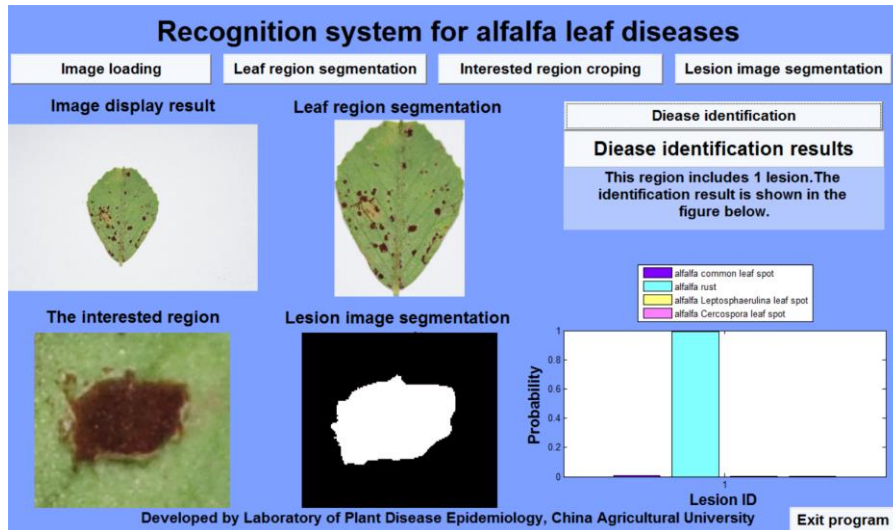 Recognition system for alfalfa leaf diseases
Image loading
Leaf region segmentation
Interested region croping
Lesion image segmentation
Image display result
Leaf region segmentation
Diease identification
Diease identification results
This region includes 1 lesion.The
identification result is shown in the
figure below.
The interested region
Lesion image segmentation
alfalfa common leaf spot
alfalfa rust
alfalfa Leptosphaerulina leaf spot
alfalfa Cercospora leaf spot
1
0.8
0.6
0.4
0.2
0
Probability
1
Lesion ID
Developed by Laboratory of Plant Disease Epidemiology, China Agricultural University
Exit program